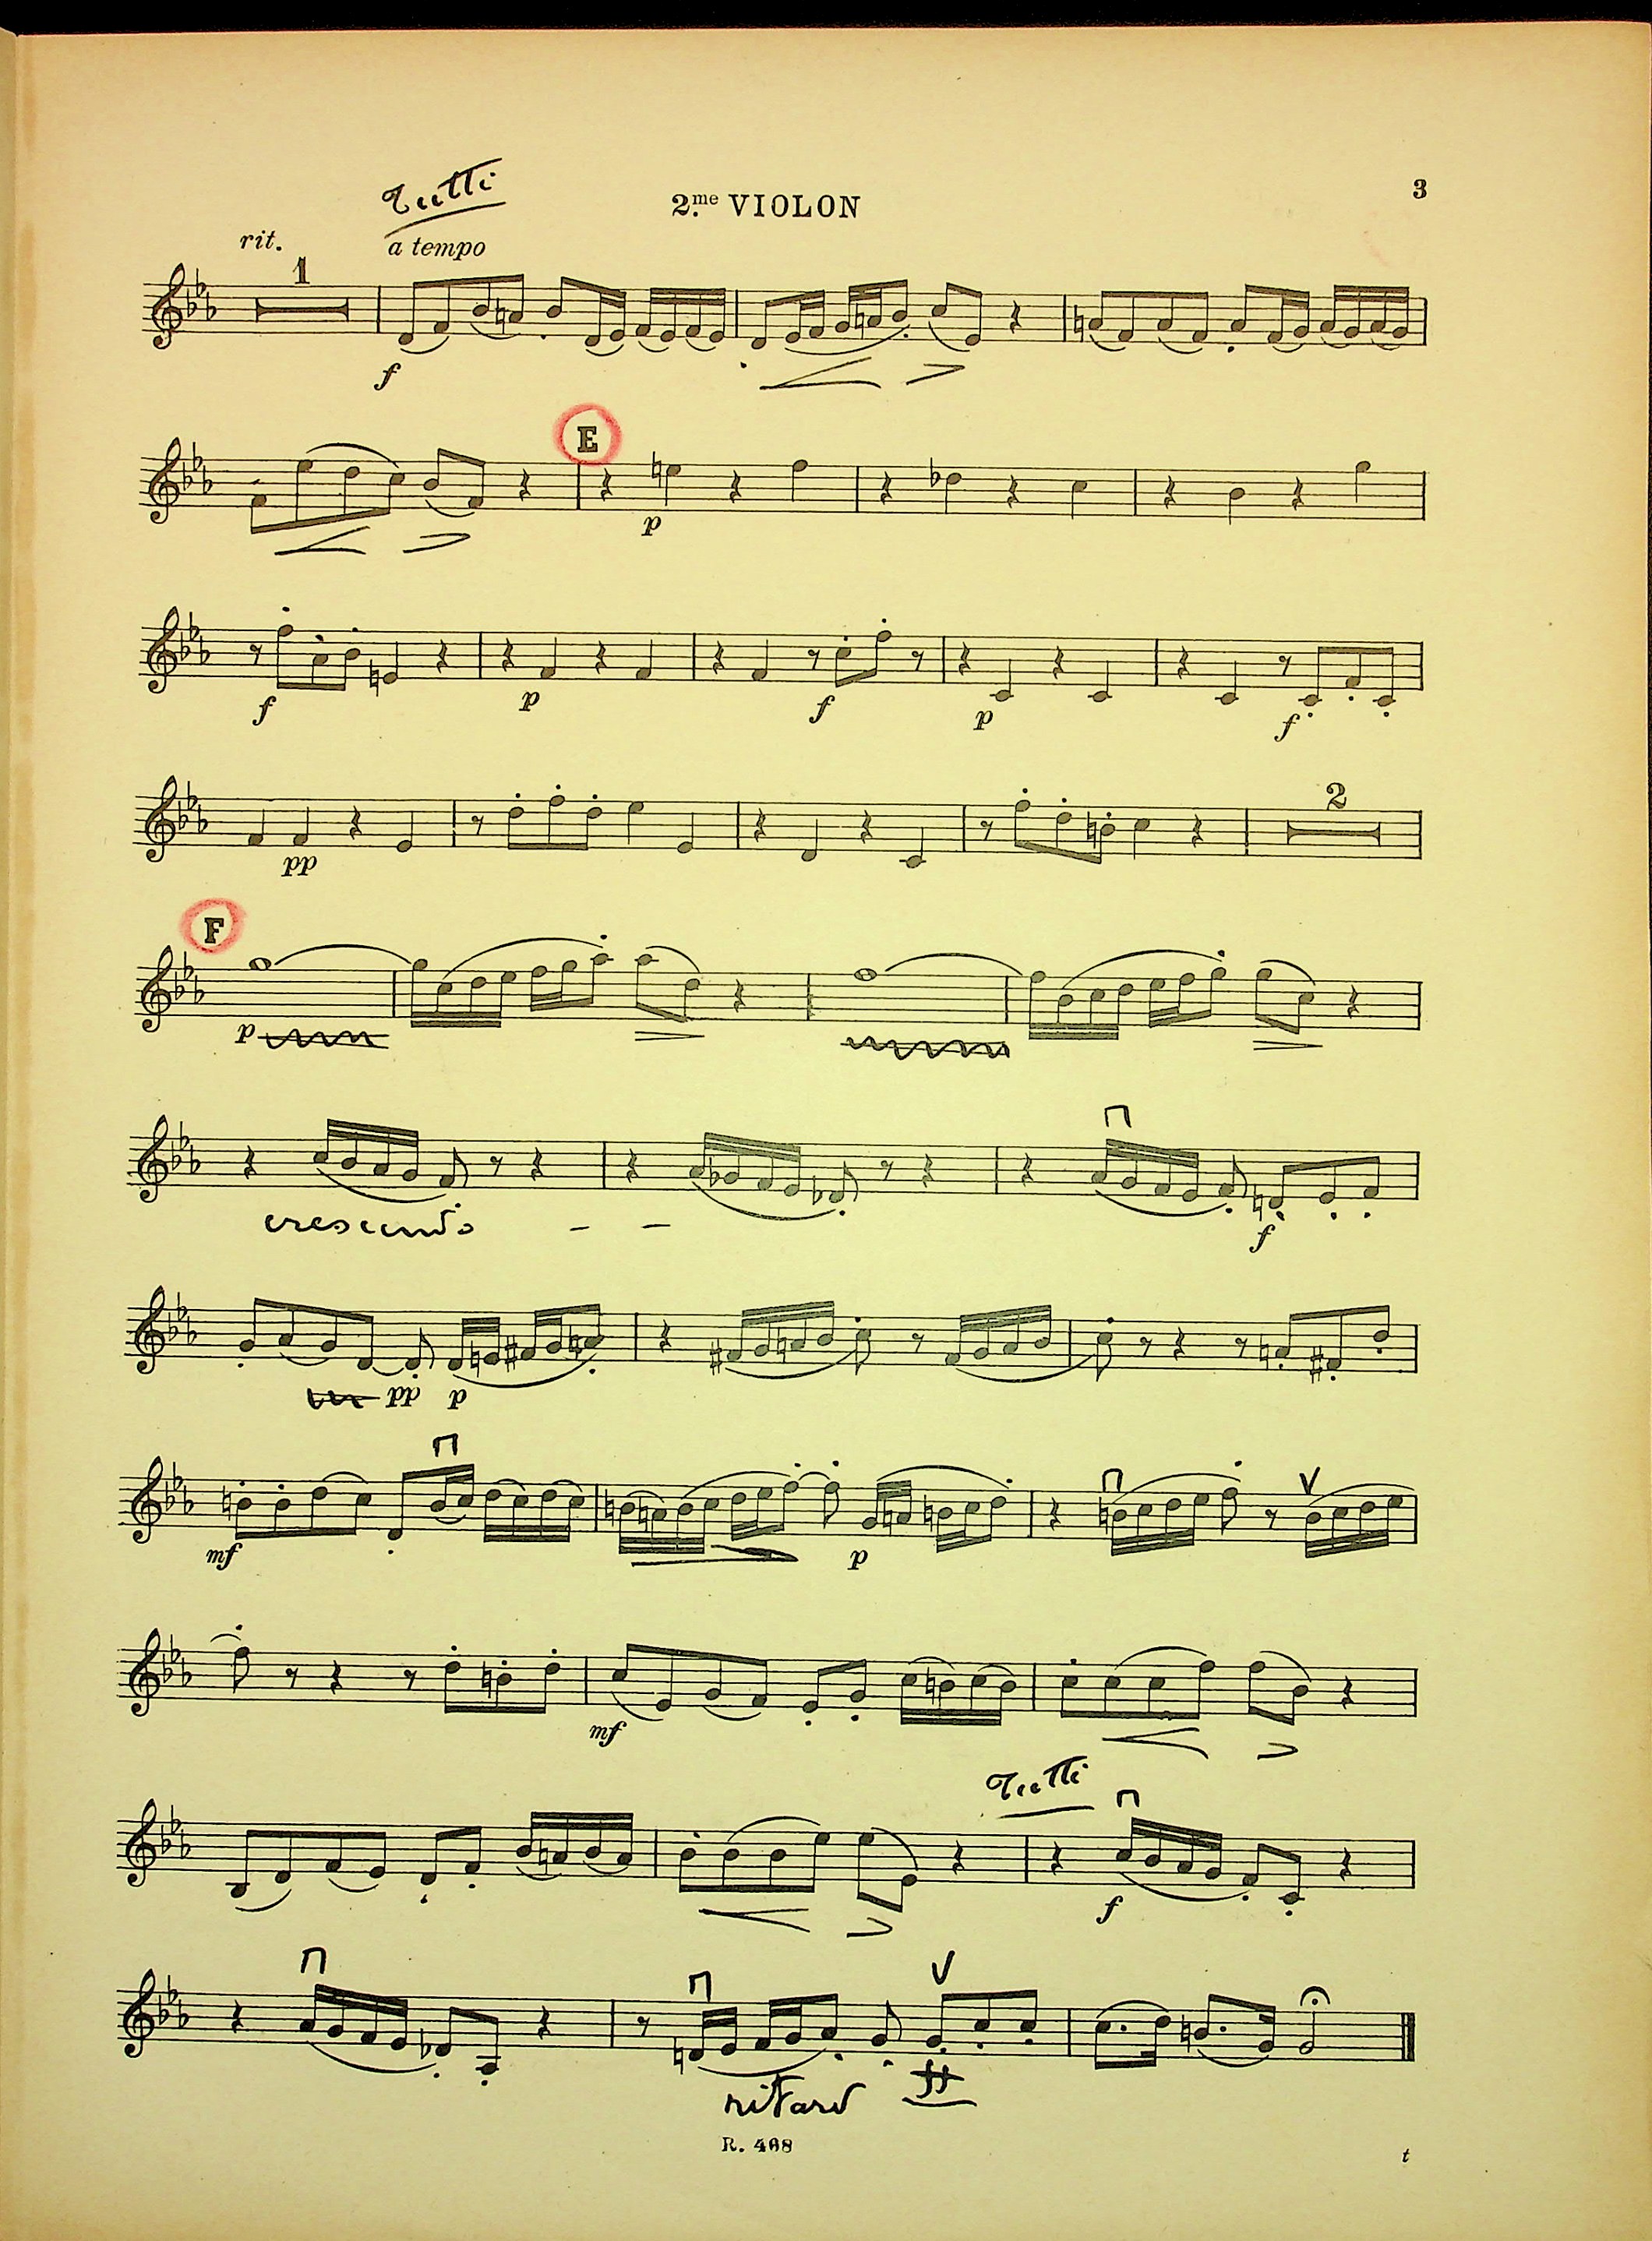 Tutti
2.me VIOLON
3
rit.
1
a tempo
f
E
p
f
p
f
p
f
pp
2
F
p
crescendo - -
f
pp p
mf
p
mf
Tutti
f
ritard ff
R. 468
t